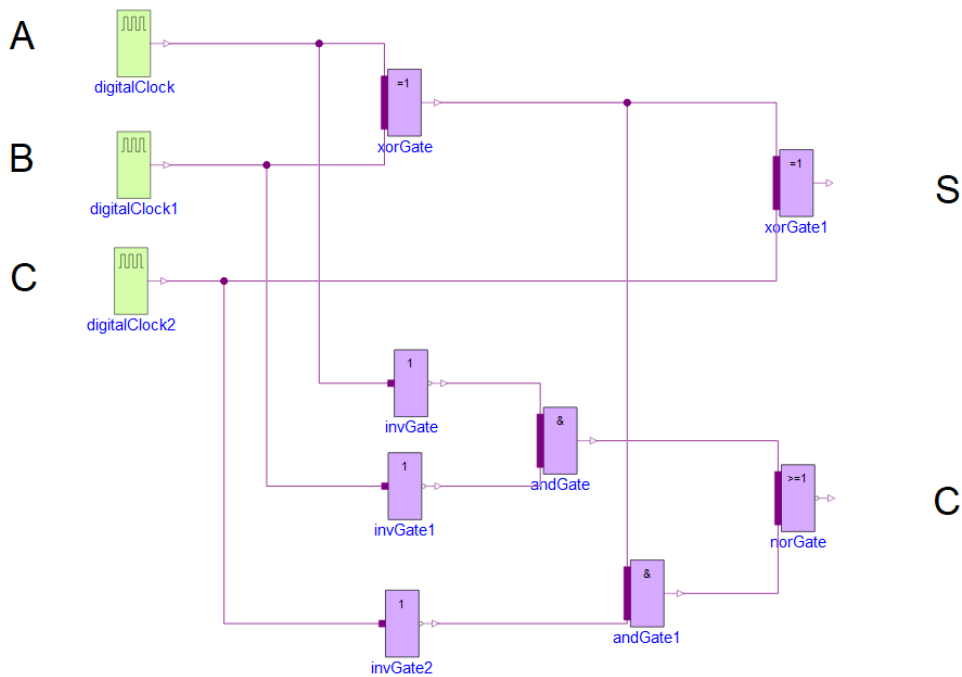 A
digitalClock
=1
xorGate
B
digitalClock1
=1
xorGate1
S
C
digitalClock2
1
invGate
&
andGate
1
invGate1
>=1
norGate
C
&
andGate1
1
invGate2